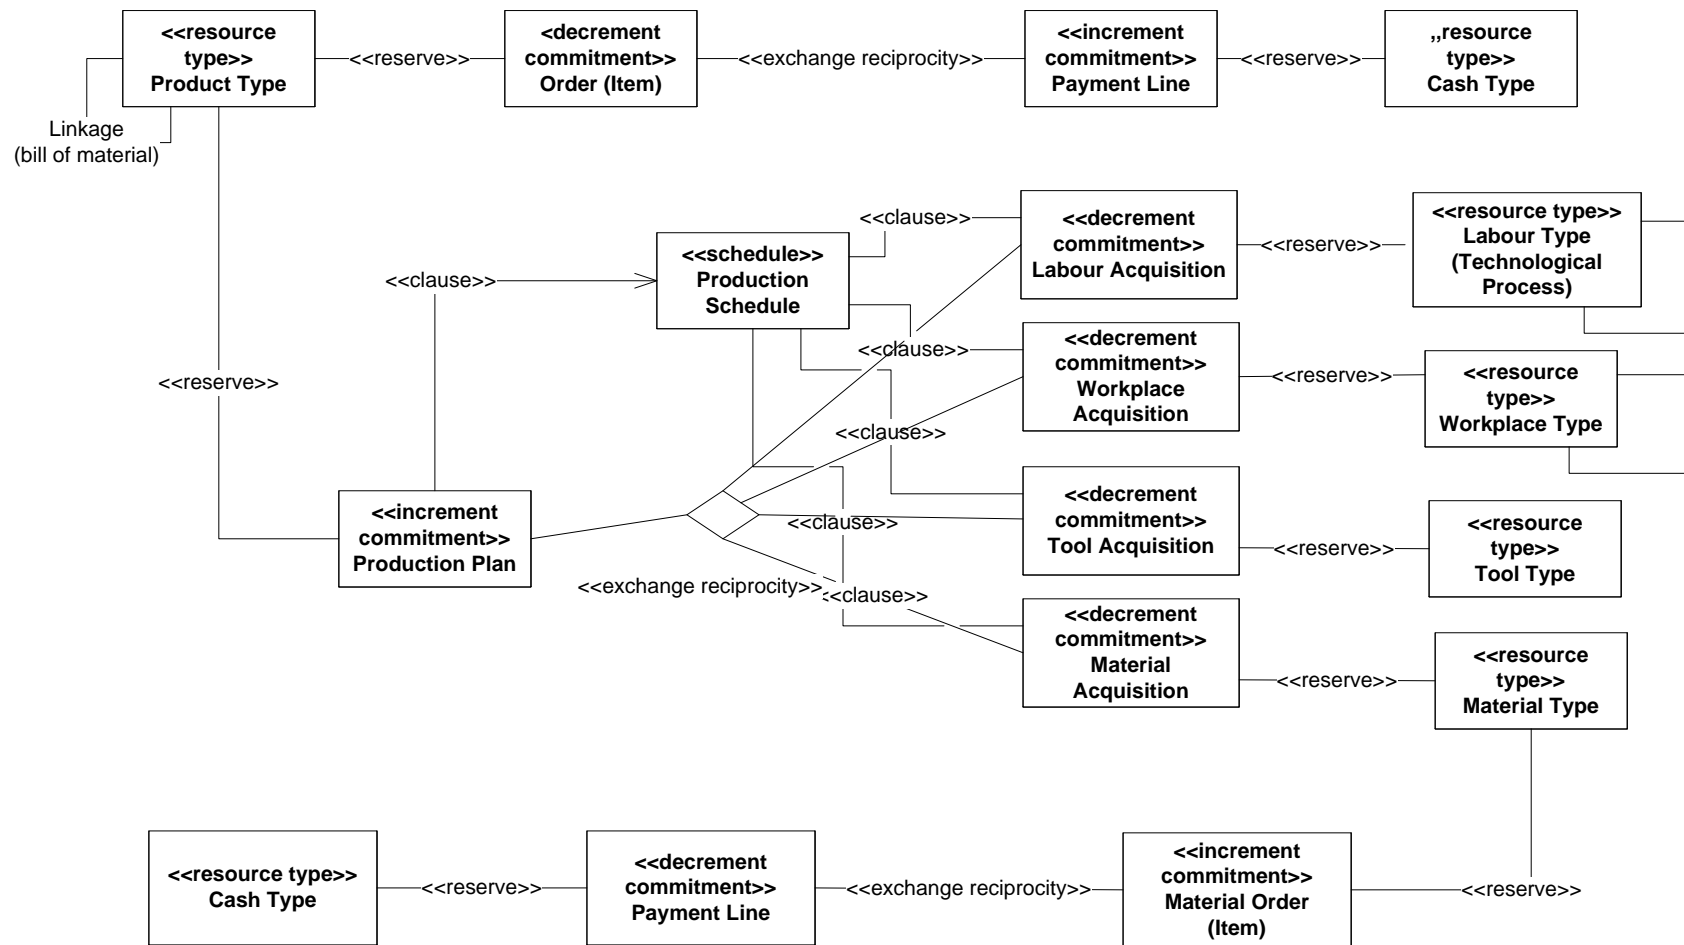 <<resource
type>>
Product Type
<<reserve>>
<decrement
commitment>>
Order (Item)
<<exchange reciprocity>>
<<increment
commitment>>
Payment Line
<<reserve>>
„resource
type>>
Cash Type
Linkage
(bill of material)
<<clause>>
<<schedule>>
Production
Schedule
<<clause>>
<<decrement
commitment>>
Labour Acquisition
<<reserve>>
<<resource type>>
Labour Type
(Technological
Process)
<<reserve>>
<<clause>>
<<decrement
commitment>>
Workplace
Acquisition
<<reserve>>
<<resource
type>>
Workplace Type
<<clause>>
<<increment
commitment>>
Production Plan
<<clause>>
<<decrement
commitment>>
Tool Acquisition
<<reserve>>
<<resource
type>>
Tool Type
<<exchange reciprocity>>
<<clause>>
<<decrement
commitment>>
Material
Acquisition
<<reserve>>
<<resource
type>>
Material Type
<<resource type>>
Cash Type
<<reserve>>
<<decrement
commitment>>
Payment Line
<<exchange reciprocity>>
<<increment
commitment>>
Material Order
(Item)
<<reserve>>